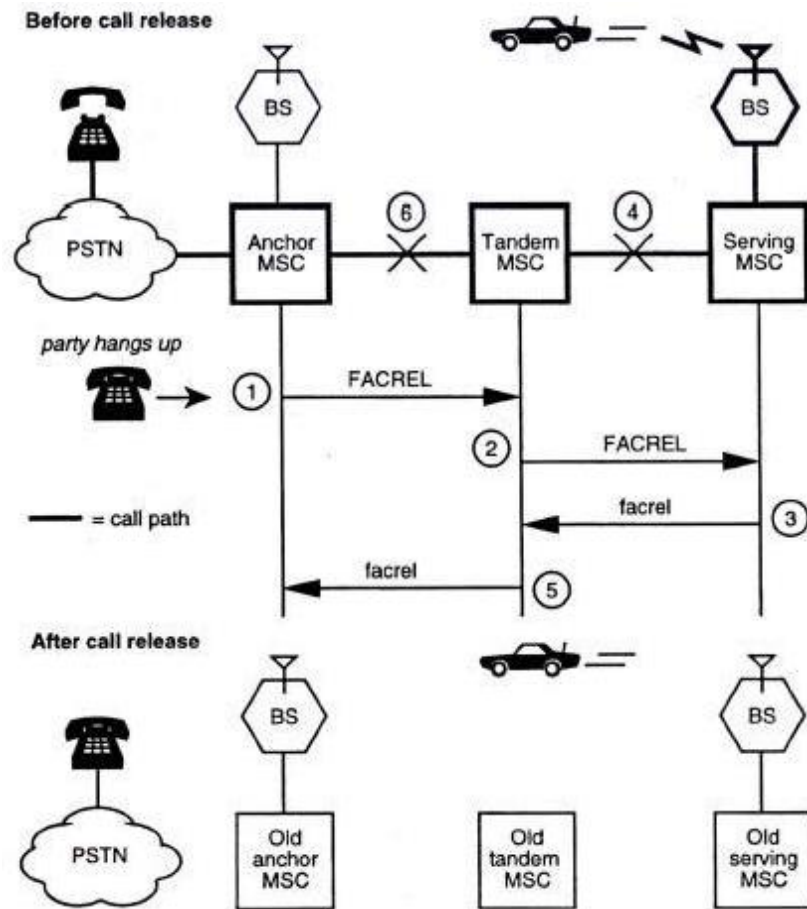 Before call release
BS
BS
6
4
PSTN
Anchor
MSC
Tandem
MSC
Serving
MSC
party hangs up
1
FACREL
2
FACREL
= call path
facrel
3
facrel
5
After call release
BS
BS
PSTN
Old
anchor
MSC
Old
tandem
MSC
Old
serving
MSC